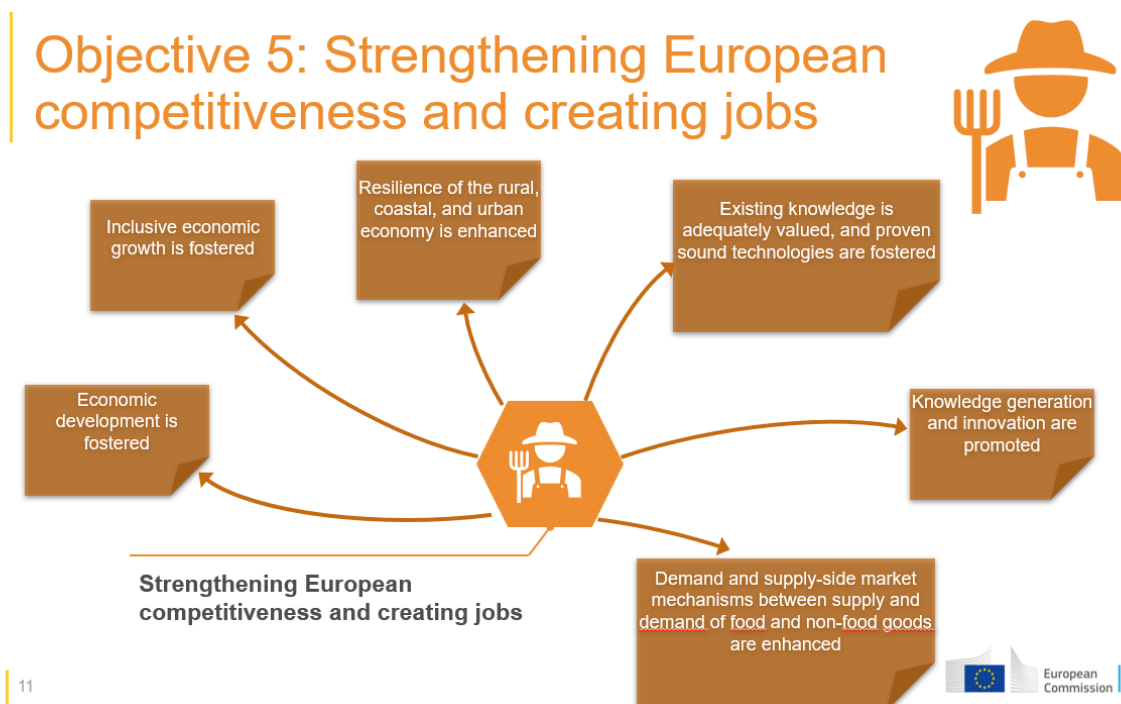 Objective 5: Strengthening European
competitiveness and creating jobs
Inclusive economic
growth is fostered
Resilience of the rural,
coastal, and urban
economy is enhanced
Existing knowledge is
adequately valued, and proven
sound technologies are fostered
Economic
development is
fostered
Knowledge generation
and innovation are
promoted
Strengthening European
competitiveness and creating jobs
Demand and supply-side market
mechanisms between supply and
demand of food and non-food goods
are enhanced
11
European
Commission